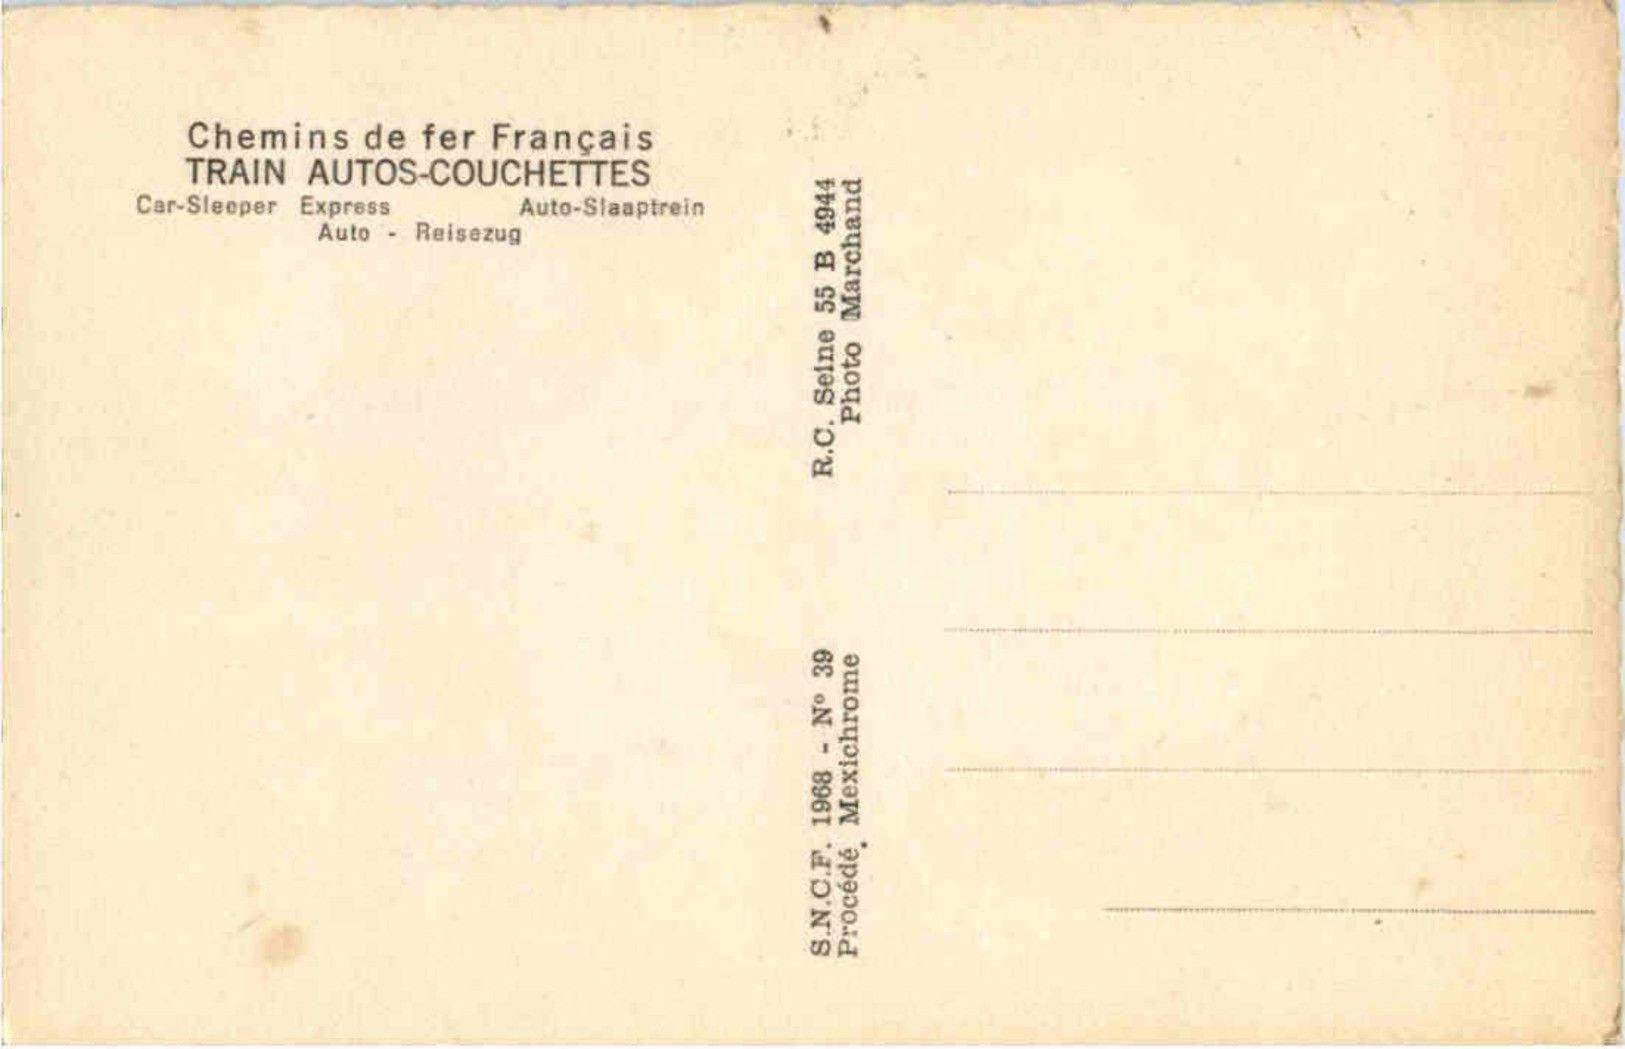 Chemins de fer Français
TRAIN AUTOS-COUCHETTES
Car-Sleeper Express Auto-Slaaptrein
Auto - Reisezug
R.C. Seine 55 B 4944
Photo Marchand
S.N.C.F. 1968 - Nº 39
Procédé Mexichrome